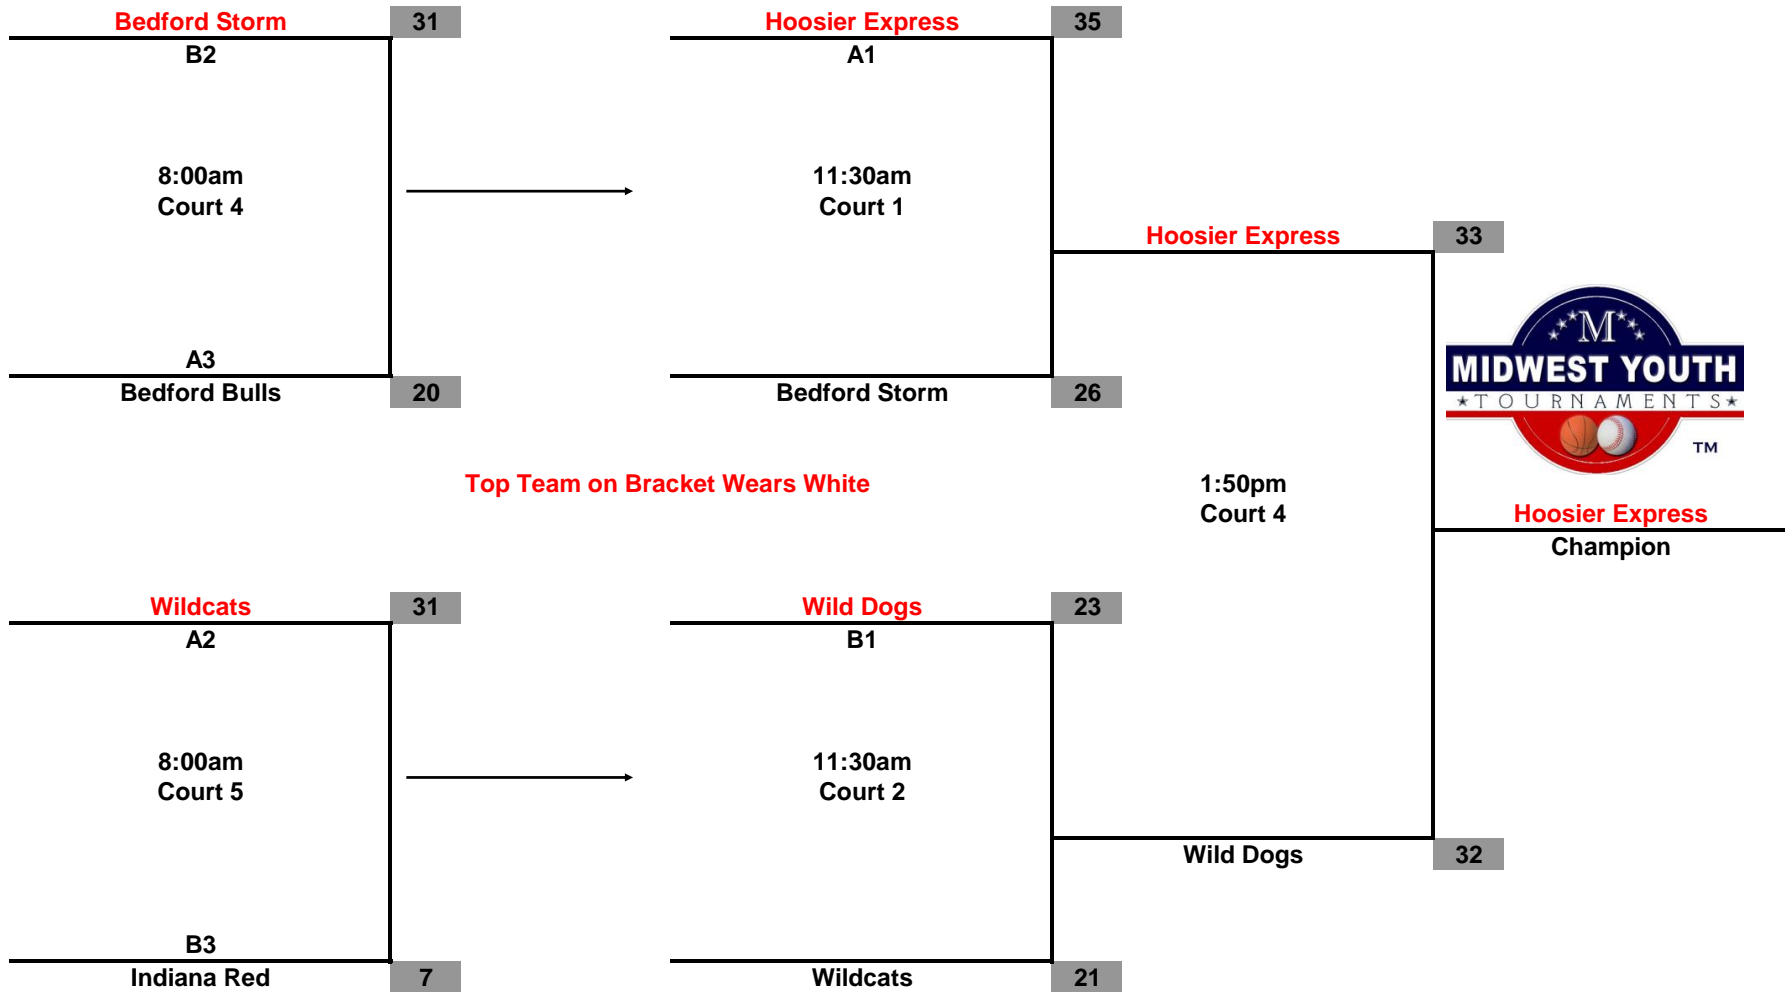 Bedford Storm 31
B2
8:00am
Court 4
A3
Bedford Bulls 20
Hoosier Express 35
A1
11:30am
Court 1
Bedford Storm 26
Hoosier Express 33
M
MIDWEST YOUTH
TOURNAMENTS
TM
Top Team on Bracket Wears White
1:50pm
Court 4
Hoosier Express
Champion
Wildcats 31
A2
8:00am
Court 5
B3
Indiana Red 7
Wild Dogs 23
B1
11:30am
Court 2
Wildcats 21
Wild Dogs 32